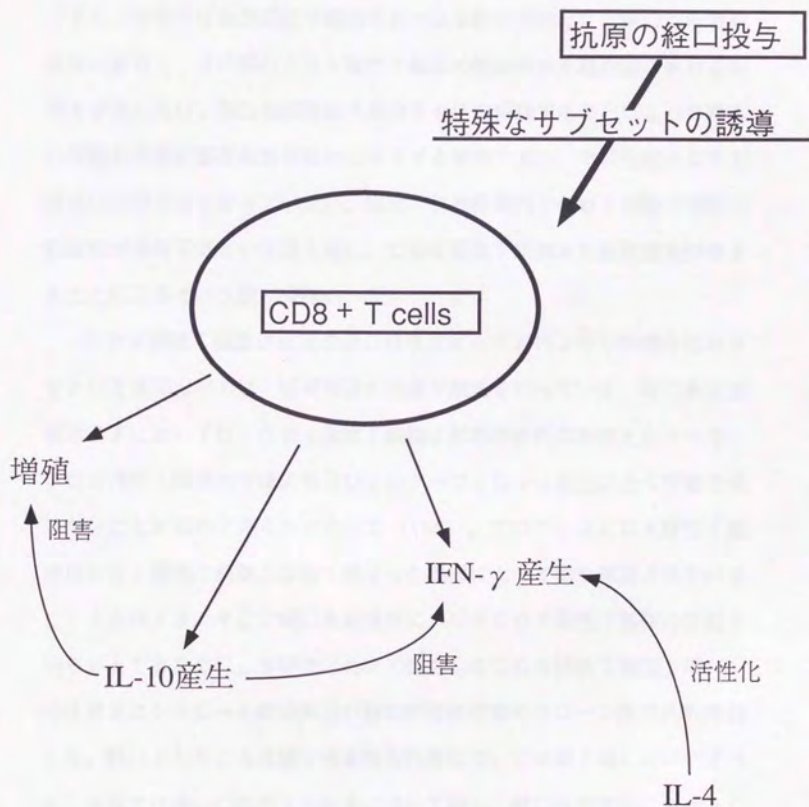 抗原の経口投与
特殊なサブセットの誘導
CD8 + T cells
増殖
阻害
IFN- γ 産生
IL-10産生
阻害
活性化
IL-4